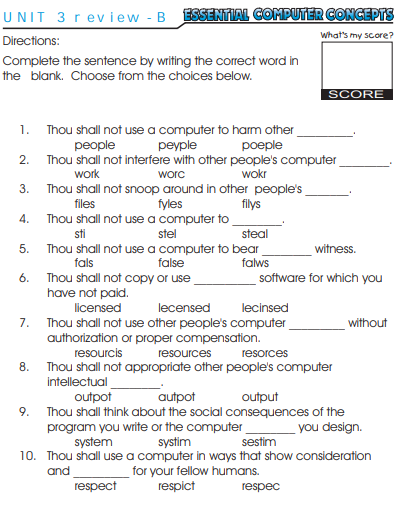 UNIT 3 review - B ESSENTIAL COMPUTER CONCEPTS
Directions:
What's my score?
Complete the sentence by writing the correct word in
the blank. Choose from the choices below.
SCORE
1. Thou shall not use a computer to harm other _________.
people peyple poeple
2. Thou shall not interfere with other people's computer ________.
work worc wokr
3. Thou shall not snoop around in other people's _______.
files fyles filys
4. Thou shall not use a computer to ________.
sti stel steal
5. Thou shall not use a computer to bear ________ witness.
fals false falws
6. Thou shall not copy or use __________ software for which you
have not paid.
licensed lecensed lecinsed
7. Thou shall not use other people's computer _________ without
authorization or proper compensation.
resourcis resources resorces
8. Thou shall not appropriate other people's computer
intellectual ________.
outpot autpot output
9. Thou shall think about the social consequences of the
program you write or the computer ________ you design.
system systim sestim
10. Thou shall use a computer in ways that show consideration
and _________ for your fellow humans.
respect respict respec